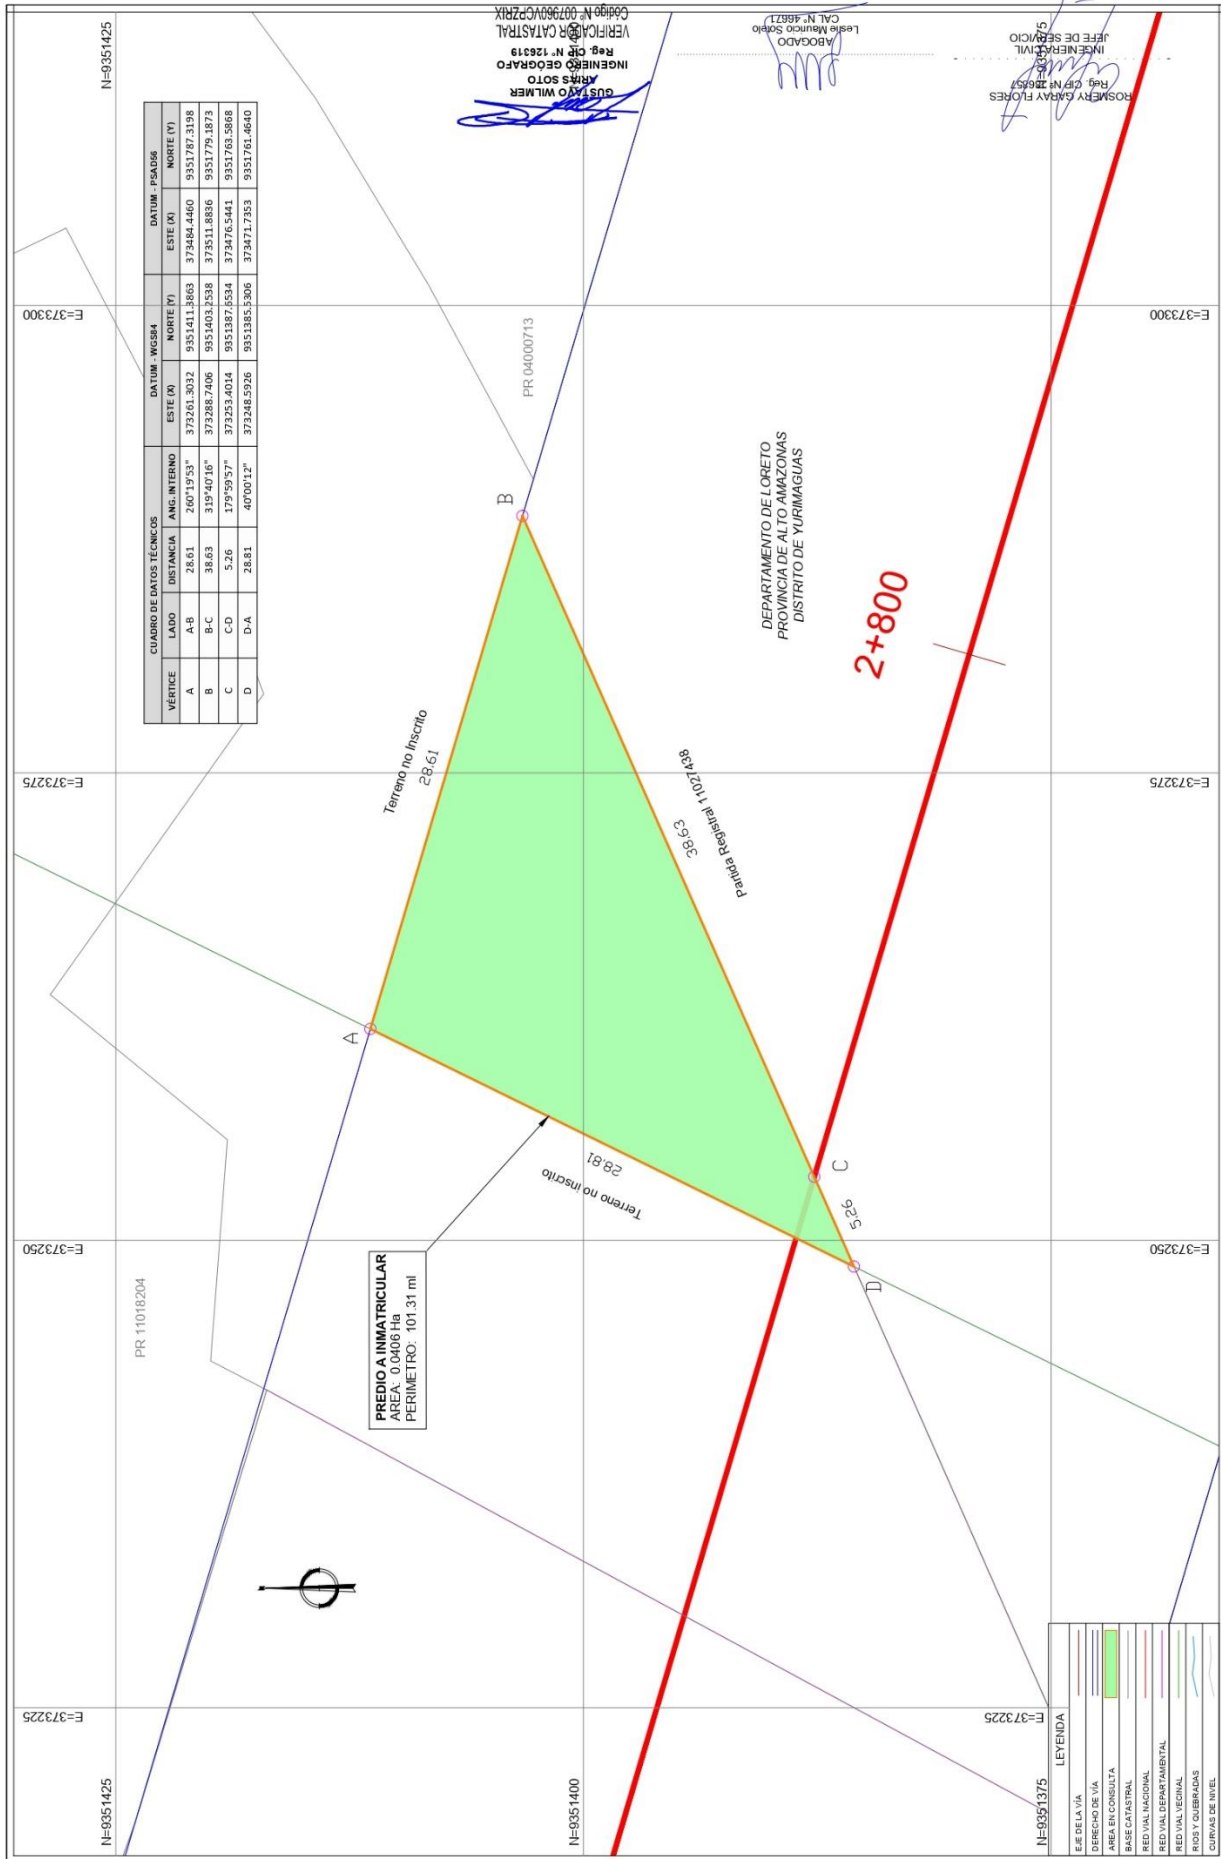 N=9351425
N=9351425
N=9351400
N=9351375
E=373225
E=373250
E=373275
E=373300
E=373225
E=373275
E=373300
CUADRO DE DATOS TÉCNICOS
DATUM - WGS84
DATUM - PSAD56
VÉRTICE LADO DISTANCIA ANG. INTERNO ESTE (X) NORTE (Y) ESTE (X) NORTE (Y)
A A-B 28.61 260°19'53" 373261.3032 9351411.3863 373484.4460 9351787.3198
B B-C 38.63 319°40'16" 373288.7406 9351403.2538 373511.8836 9351779.1873
C C-D 5.26 179°59'57" 373253.4014 9351387.6534 373476.5441 9351763.5868
D D-A 28.81 40°00'12" 373248.5926 9351385.5306 373471.7353 9351761.4640
PR 11018204
PR 04000713
PREDIO A INMATRICULAR
AREA: 0.0406 Ha
PERIMETRO: 101.31 ml
A
B
C
D
Terreno no Inscrito
28.61
Terreno no inscrito
28.81
38.63
Partida Registral 11027438
5.26
2+800
DEPARTAMENTO DE LORETO
PROVINCIA DE ALTO AMAZONAS
DISTRITO DE YURIMAGUAS
GUSTAVO WILMER
ARIAS SOTO
INGENIERO GEÓGRAFO
Reg. CIP N° 126319
VERIFICADOR CATASTRAL
Código N° 007960VCPZRIX
ABOGADO
Leslie Mauricio Sotelo
CAL N° 46671
ROSMERY GARAY FLORES
Reg. CIP N°
INGENIERA CIVIL
JEFE DE SERVICIO
LEYENDA
EJE DE LA VÍA
DERECHO DE VÍA
AREA EN CONSULTA
BASE CATASTRAL
RED VIAL NACIONAL
RED VIAL DEPARTAMENTAL
RED VIAL VECINAL
RIOS Y QUEBRADAS
CURVAS DE NIVEL